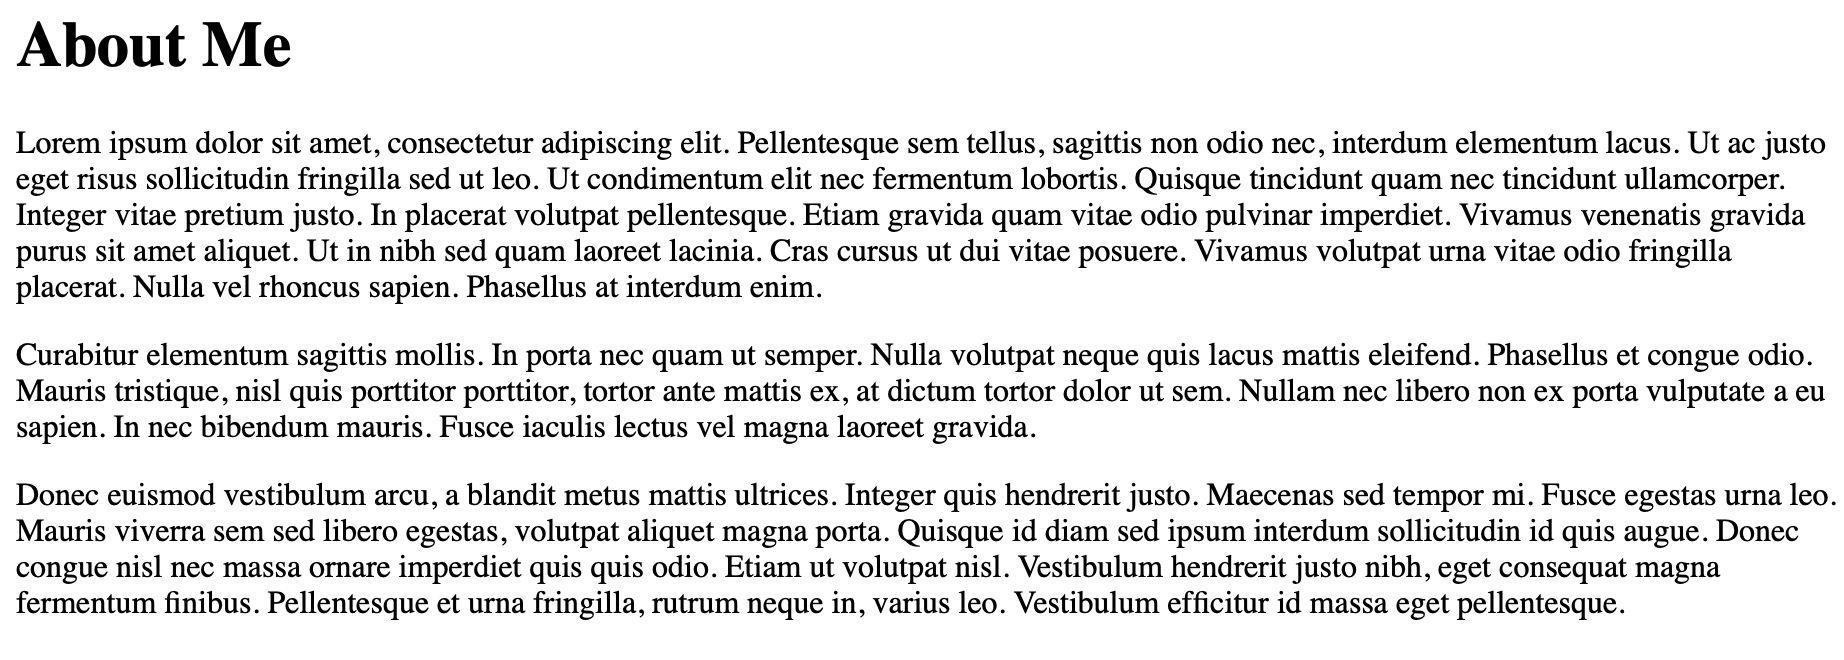 About Me
Lorem ipsum dolor sit amet, consectetur adipiscing elit. Pellentesque sem tellus, sagittis non odio nec, interdum elementum lacus. Ut ac justo
eget risus sollicitudin fringilla sed ut leo. Ut condimentum elit nec fermentum lobortis. Quisque tincidunt quam nec tincidunt ullamcorper.
Integer vitae pretium justo. In placerat volutpat pellentesque. Etiam gravida quam vitae odio pulvinar imperdiet. Vivamus venenatis gravida
purus sit amet aliquet. Ut in nibh sed quam laoreet lacinia. Cras cursus ut dui vitae posuere. Vivamus volutpat urna vitae odio fringilla
placerat. Nulla vel rhoncus sapien. Phasellus at interdum enim.
Curabitur elementum sagittis mollis. In porta nec quam ut semper. Nulla volutpat neque quis lacus mattis eleifend. Phasellus et congue odio.
Mauris tristique, nisl quis porttitor porttitor, tortor ante mattis ex, at dictum tortor dolor ut sem. Nullam nec libero non ex porta vulputate a eu
sapien. In nec bibendum mauris. Fusce iaculis lectus vel magna laoreet gravida.
Donec euismod vestibulum arcu, a blandit metus mattis ultrices. Integer quis hendrerit justo. Maecenas sed tempor mi. Fusce egestas urna leo.
Mauris viverra sem sed libero egestas, volutpat aliquet magna porta. Quisque id diam sed ipsum interdum sollicitudin id quis augue. Donec
congue nisl nec massa ornare imperdiet quis quis odio. Etiam ut volutpat nisl. Vestibulum hendrerit justo nibh, eget consequat magna
fermentum finibus. Pellentesque et urna fringilla, rutrum neque in, varius leo. Vestibulum efficitur id massa eget pellentesque.